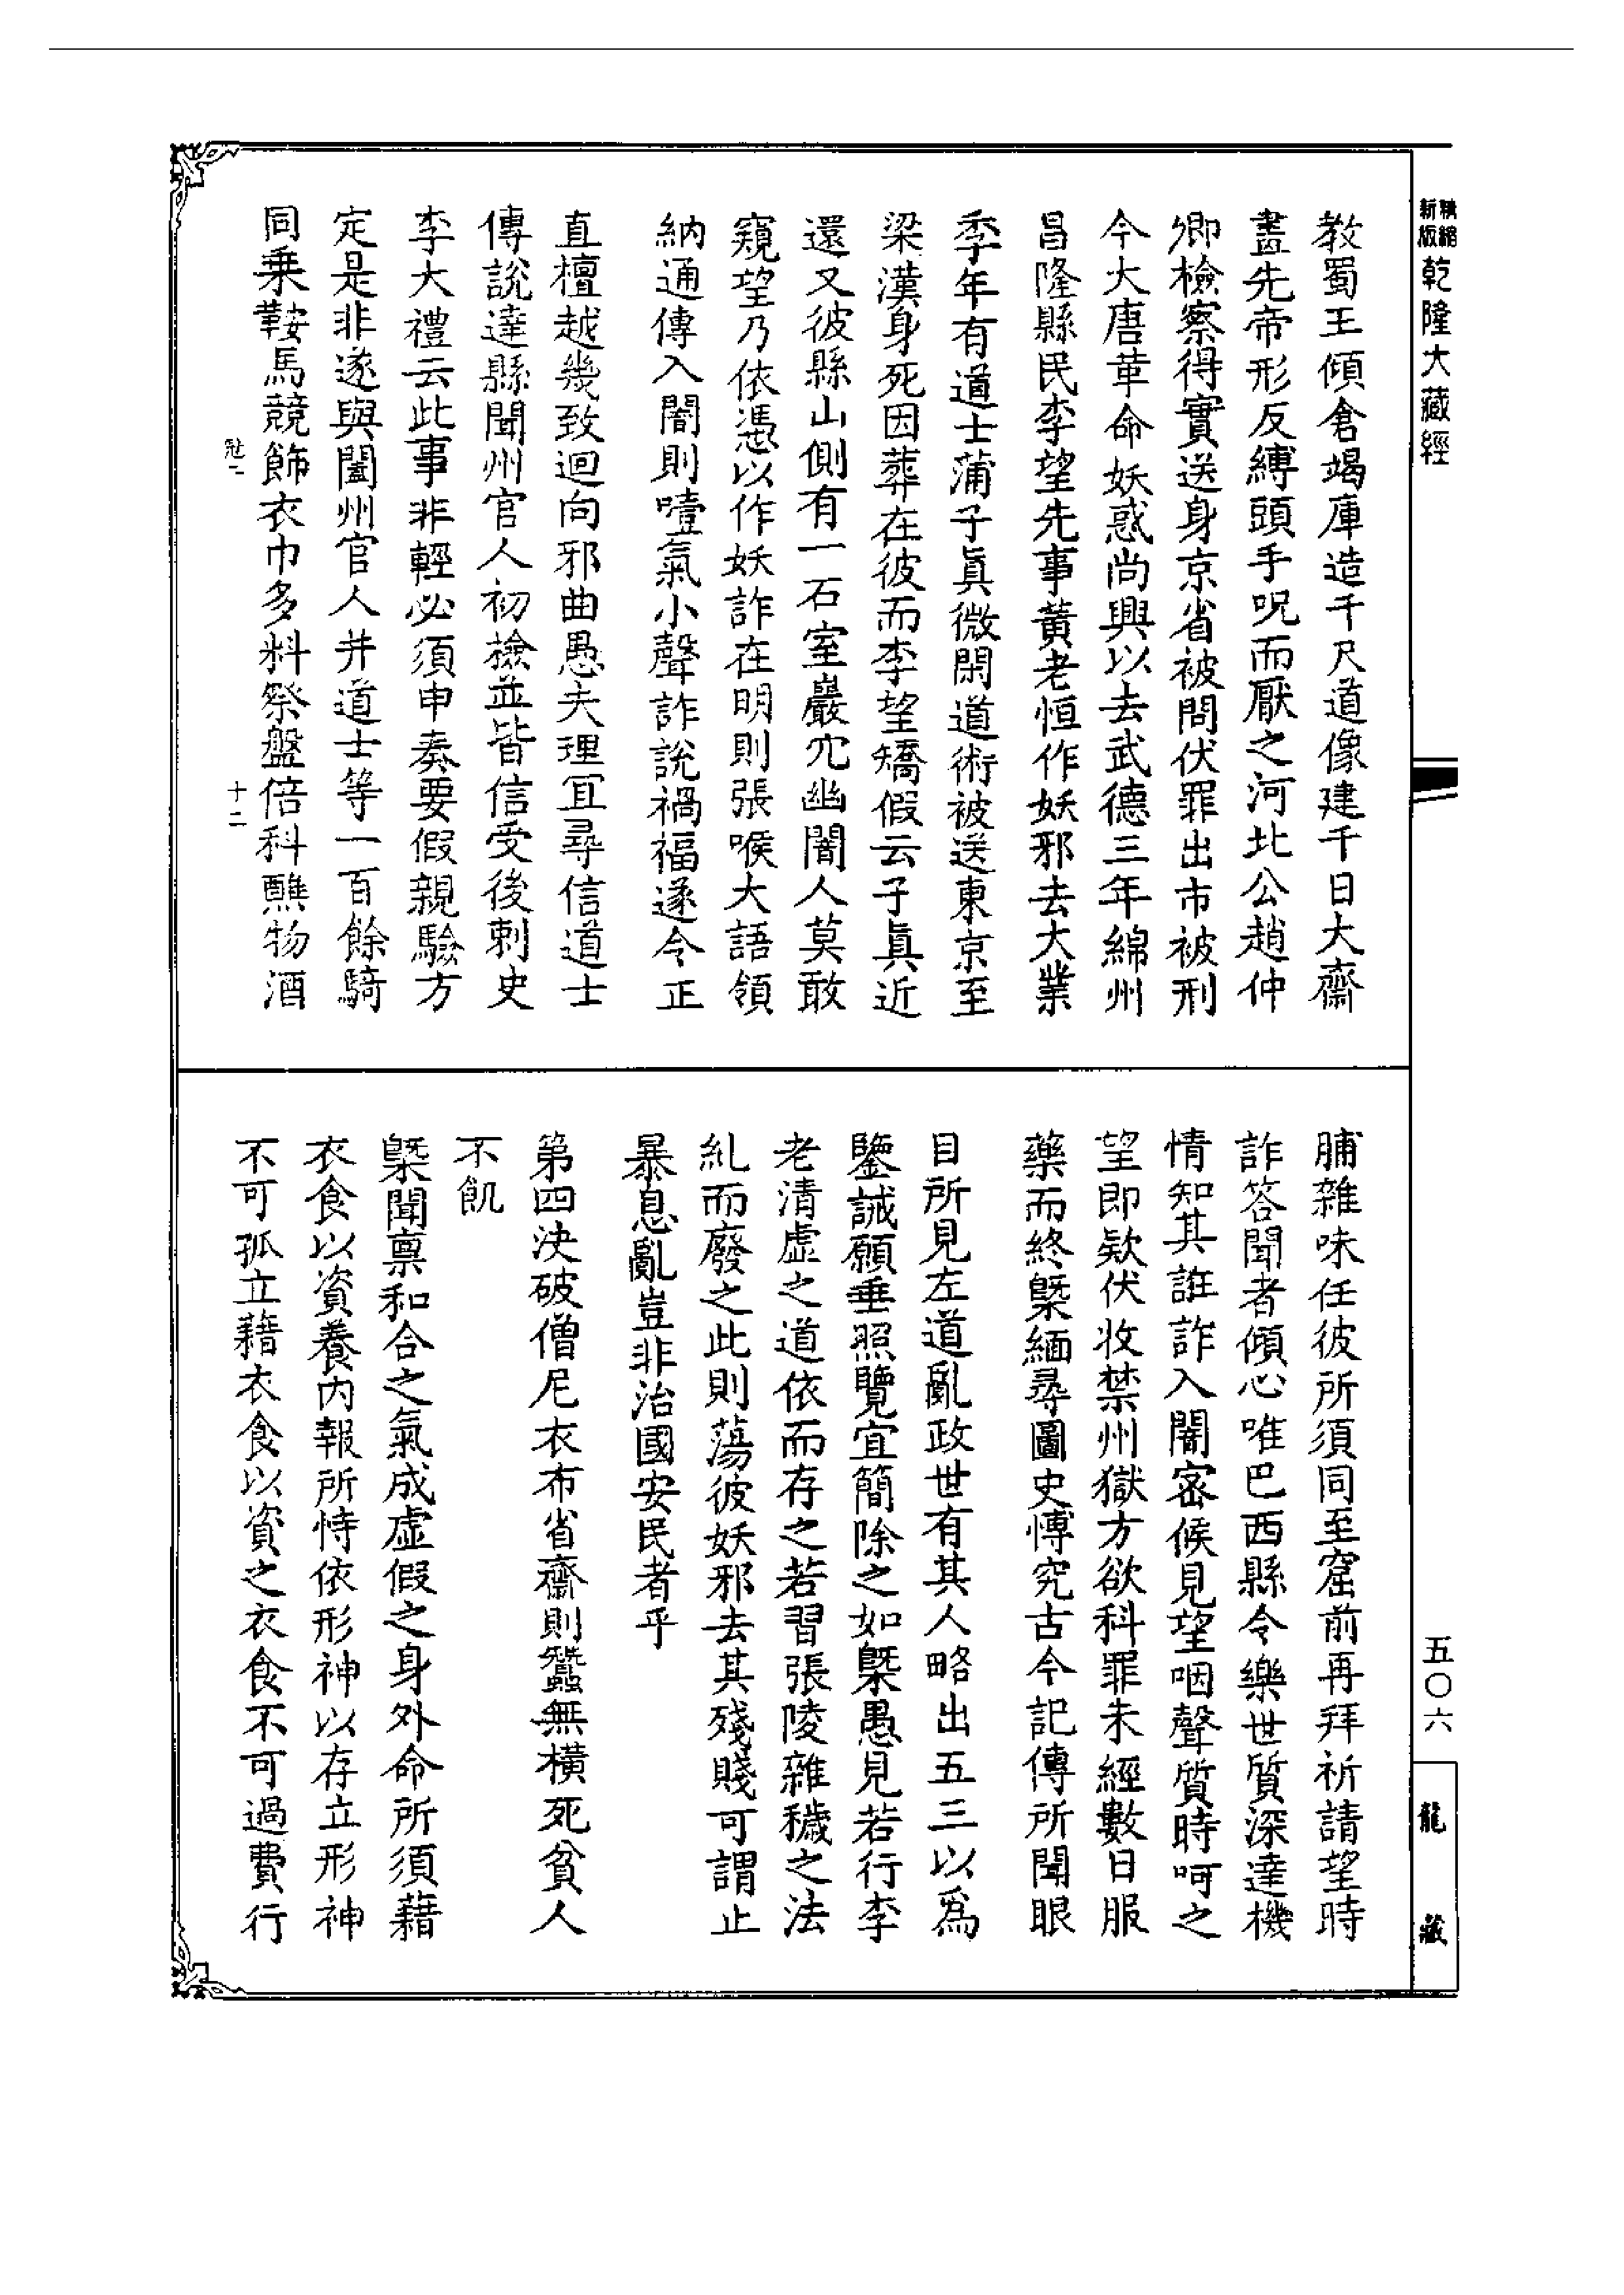 精縮新版乾隆大藏經
教蜀王傾倉竭庫造千尺道像建千日大齋
畫先帝形反縛頭手呪而厭之河北公趙仲
卿檢察得實送身京省被問伏罪出市被刑
今大唐革命妖惑尚興以去武德三年綿州
昌隆縣民李望先事黃老恒作妖邪去大業
季年有道士蒲子眞微閑道術被送東京至
梁漢身死因葬在彼而李望矯假云子眞近
還又彼縣山側有一石室巖穴幽闇人莫敢
窺望乃依憑以作妖詐在明則張喉大語領
納通傳入闇則噎氣小聲詐說禍福遂令正
直檀越幾致迴向邪曲愚夫理冝尋信道士
傳說達縣聞州官人初檢並皆信受後刺史
李大禮云此事非輕必須申奏要假親驗方
定是非遂與闔州官人并道士等一百餘騎
同乗鞍馬競飾衣巾多料祭盤倍科醮物酒
十二
脯雜味任彼所須同至窟前再拜祈請望時
詐答聞者傾心唯巴西縣令樂世質深達機
情知其誑詐入闇密候見望咽聲質時呵之
望即欵伏收禁州獄方欲科罪未經數日服
藥而終槩緬尋圖史愽究古今記傳所聞眼
目所見左道亂政世有其人略出五三以爲
鑒誡願垂照覽宜簡除之如槩愚見若行李
老清虛之道依而存之若習張陵雜穢之法
糺而廢之此則蕩彼妖邪去其殘賤可謂止
暴息亂豈非治國安民者乎
第四決破僧尼衣布省齋則蠶無橫死貧人
不飢
槩聞禀和合之氣成虛假之身外命所須藉
衣食以資養內報所恃依形神以存立形神
不可孤立藉衣食以資之衣食不可過費行
五〇六
龍藏